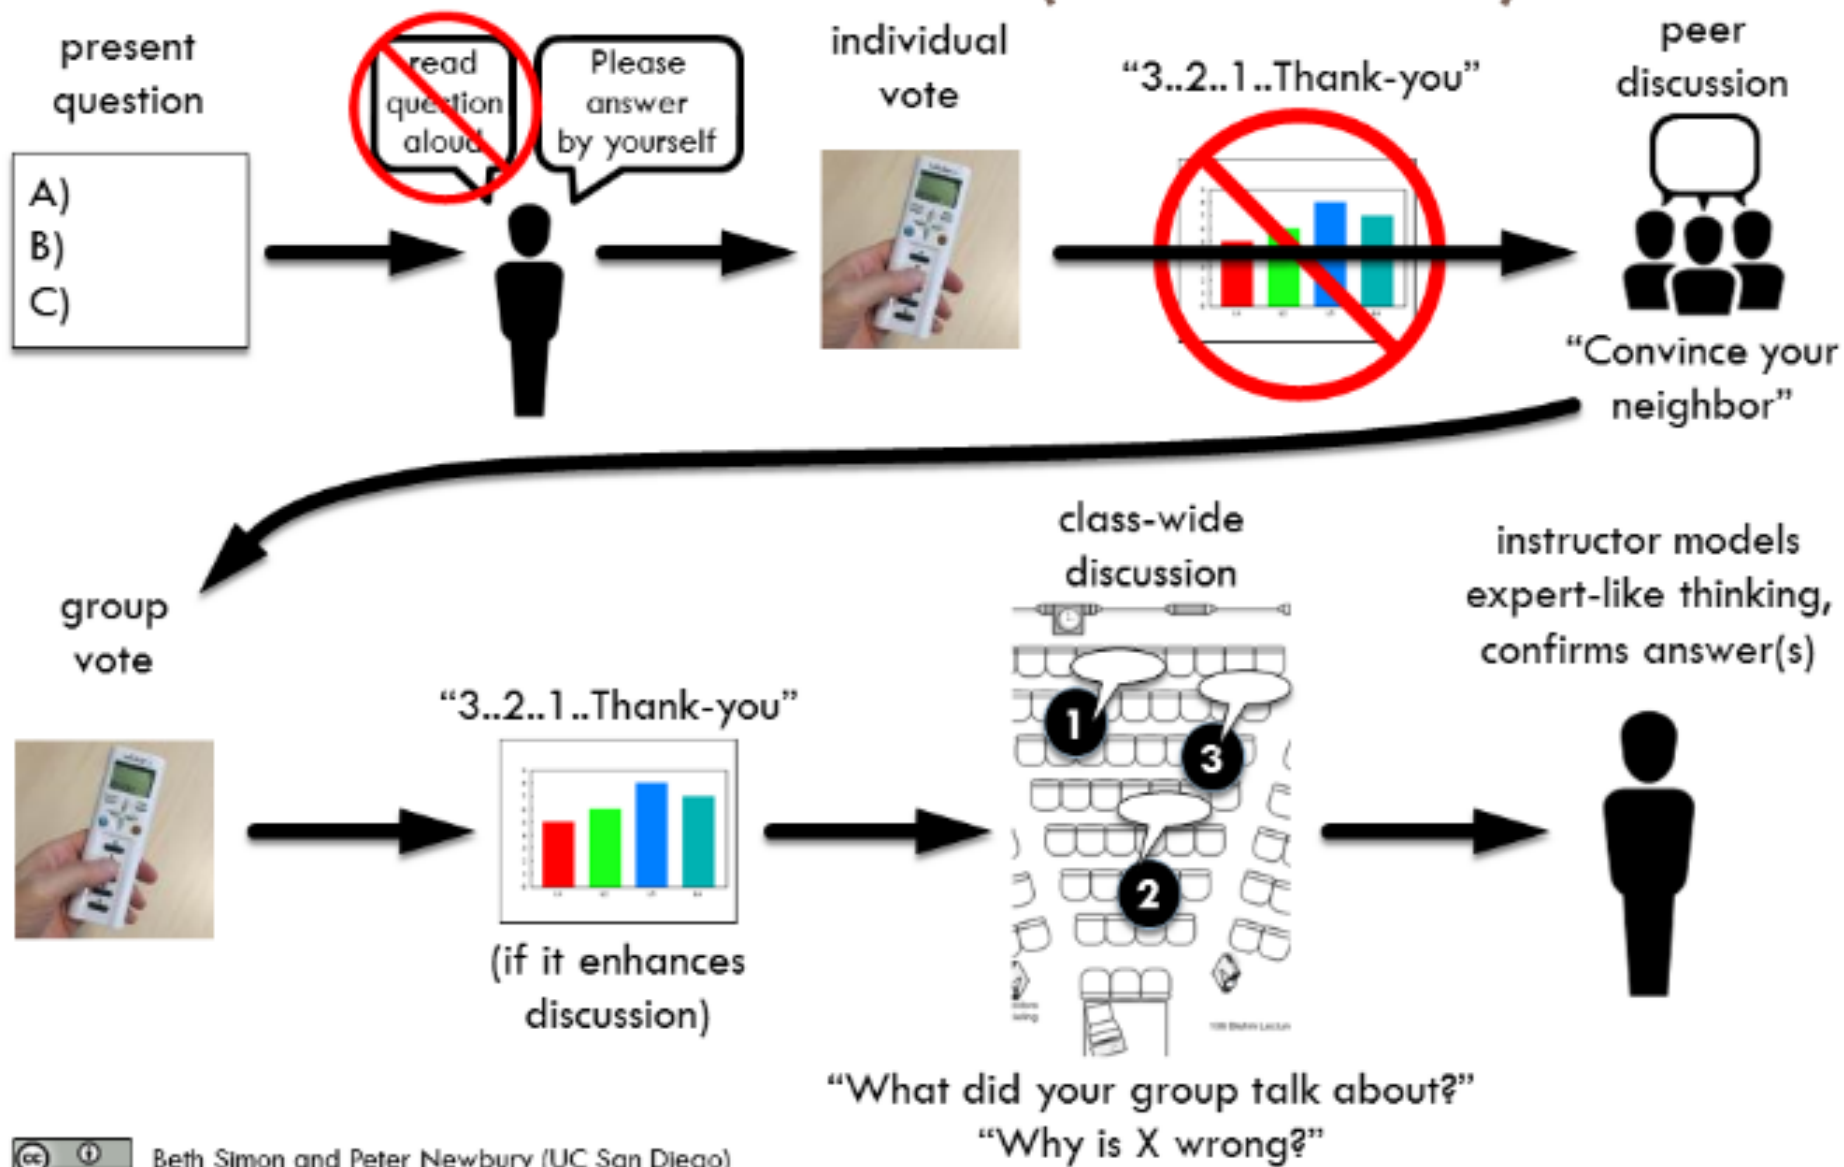 present
question
A)
B)
C)
read
question
aloud
Please
answer
by yourself
individual
vote
“3..2..1..Thank-you”
peer
discussion
“Convince your
neighbor”
group
vote
“3..2..1..Thank-you”
(if it enhances
discussion)
class-wide
discussion
1
3
2
“What did your group talk about?”
“Why is X wrong?”
instructor models
expert-like thinking,
confirms answer(s)
cc
Beth Simon and Peter Newbury (UC San Diego)